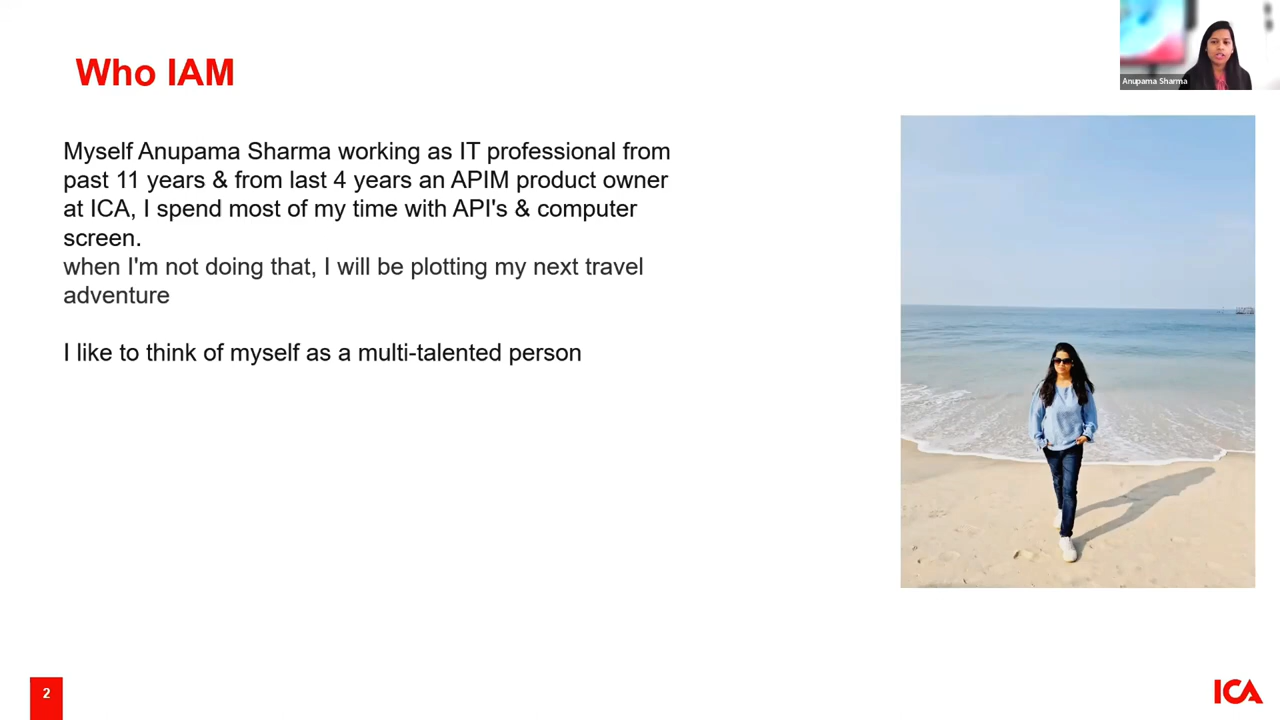 Who IAM
Anupama Sharma
Myself Anupama Sharma working as IT professional from
past 11 years & from last 4 years an APIM product owner
at ICA, I spend most of my time with API's & computer
screen.
when I'm not doing that, I will be plotting my next travel
adventure
I like to think of myself as a multi-talented person
2
ICA